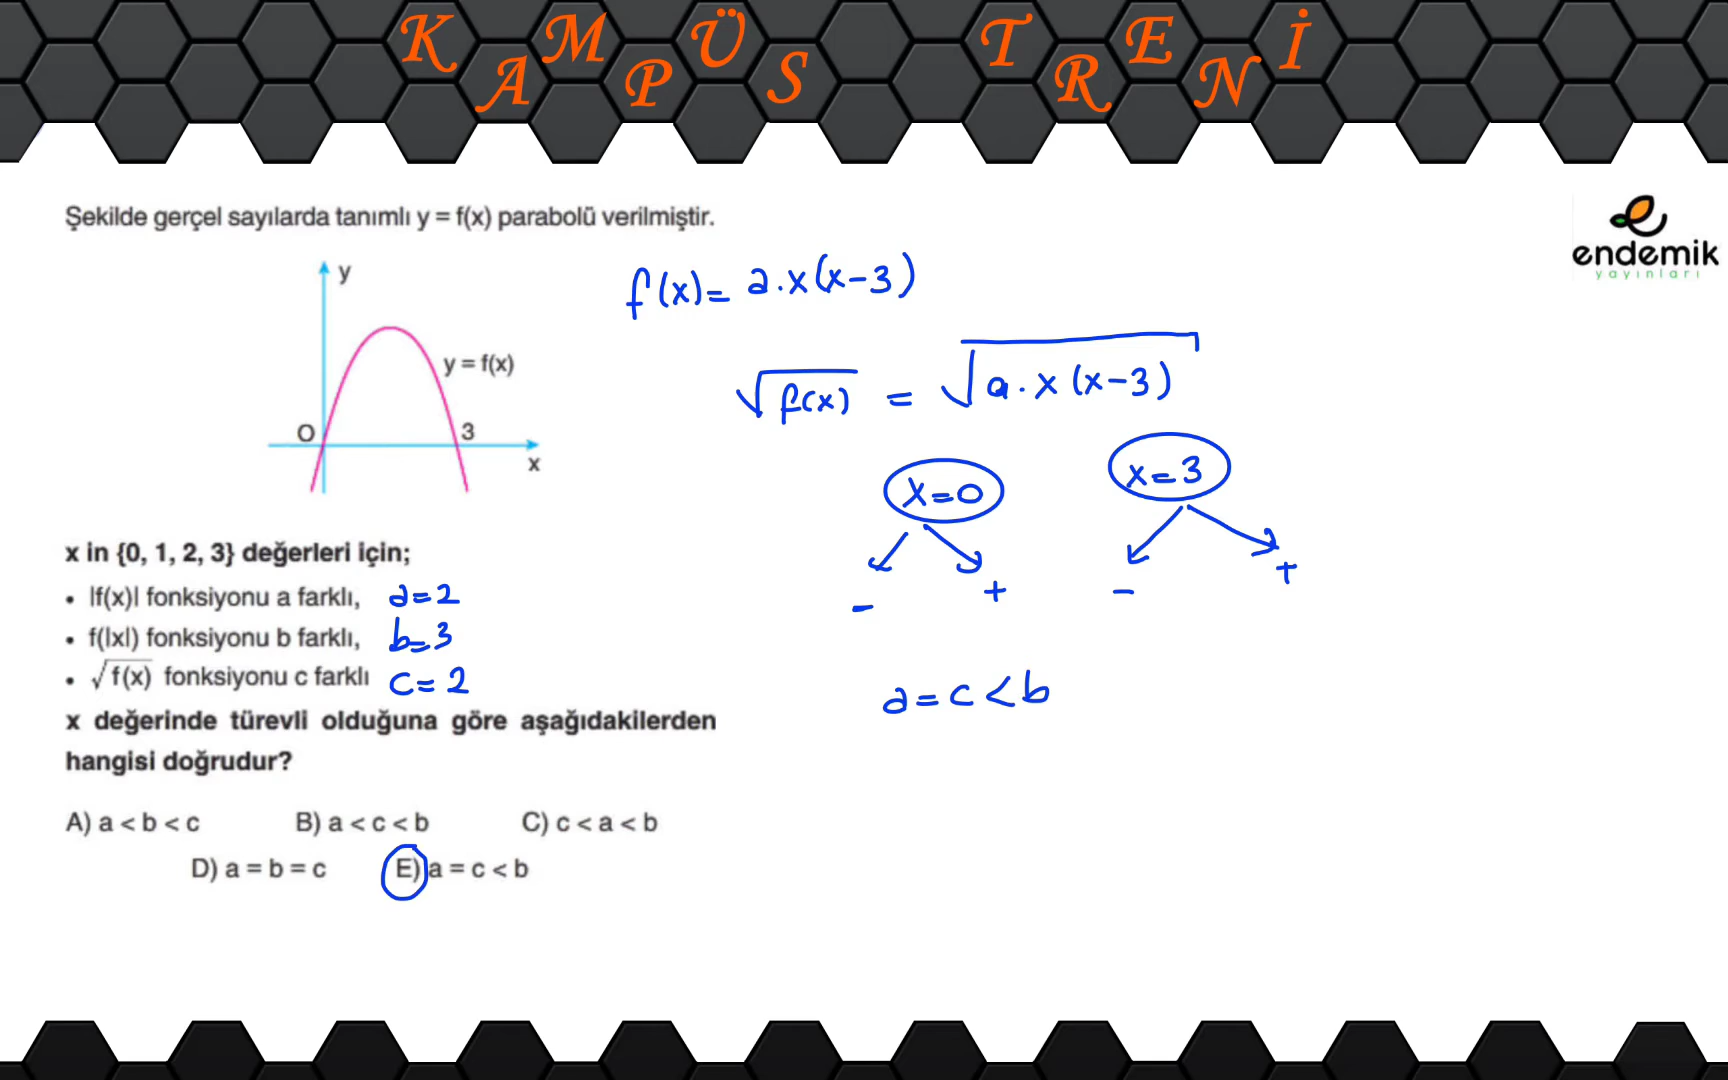 KAMPÜS TRENİ
endemik
yayınları
Şekilde gerçel sayılarda tanımlı y = f(x) parabolü verilmiştir.
y
y = f(x)
O
3
x
f(x) = a.x(x-3)
√f(x) = √a.x(x-3)
x=0
x=3
- +
- +
x in {0, 1, 2, 3} değerleri için;
• |f(x)| fonksiyonu a farklı, a=2
• f(|x|) fonksiyonu b farklı, b=3
• √f(x) fonksiyonu c farklı c=2
a=c<b
x değerinde türevli olduğuna göre aşağıdakilerden
hangisi doğrudur?
A) a < b < c B) a < c < b C) c < a < b
D) a = b = c E) a = c < b